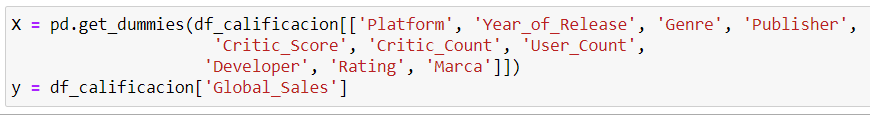 X = pd.get_dummies(df_calificacion[['Platform', 'Year_of_Release', 'Genre', 'Publisher',
'Critic_Score', 'Critic_Count', 'User_Count',
'Developer', 'Rating', 'Marca']])
y = df_calificacion['Global_Sales']